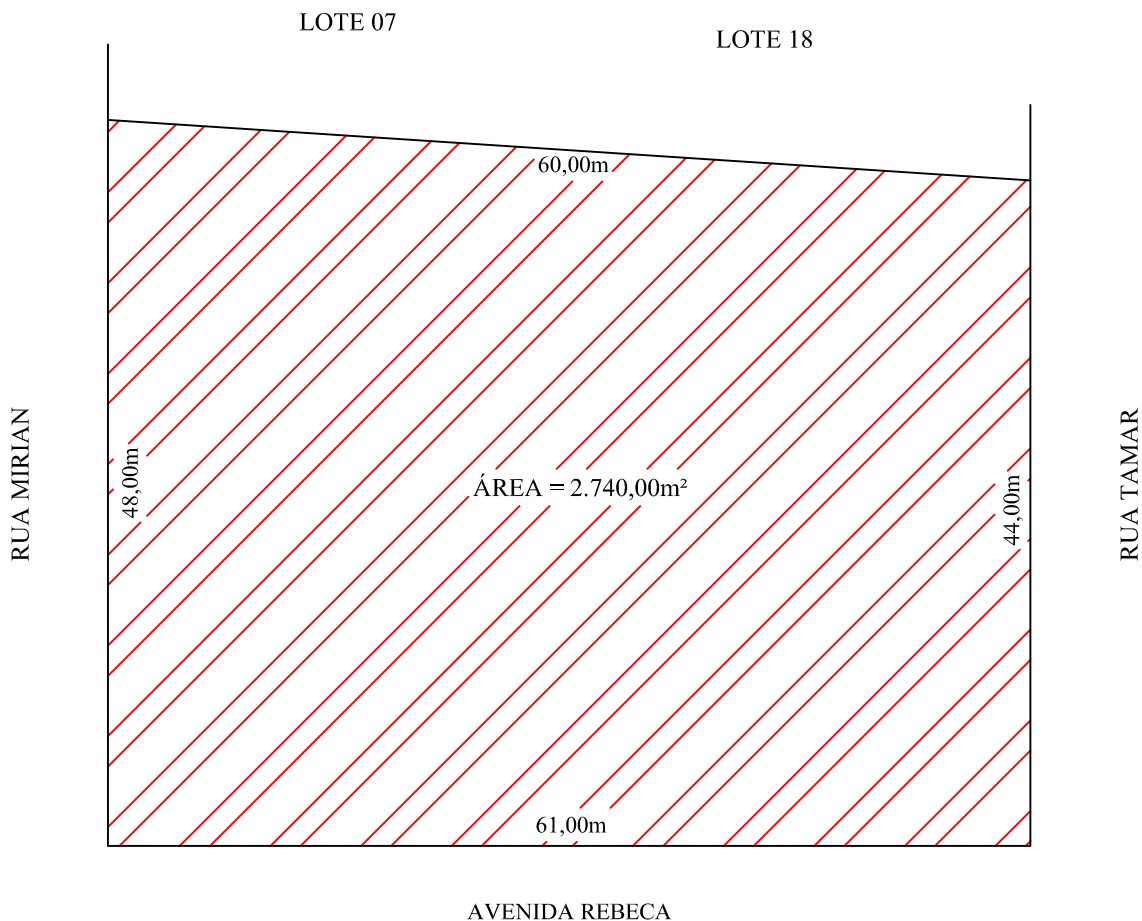 LOTE 07
LOTE 18
60,00m
RUA MIRIAN
48,00m
ÁREA = 2.740,00m²
44,00m
RUA TAMAR
61,00m
AVENIDA REBECA